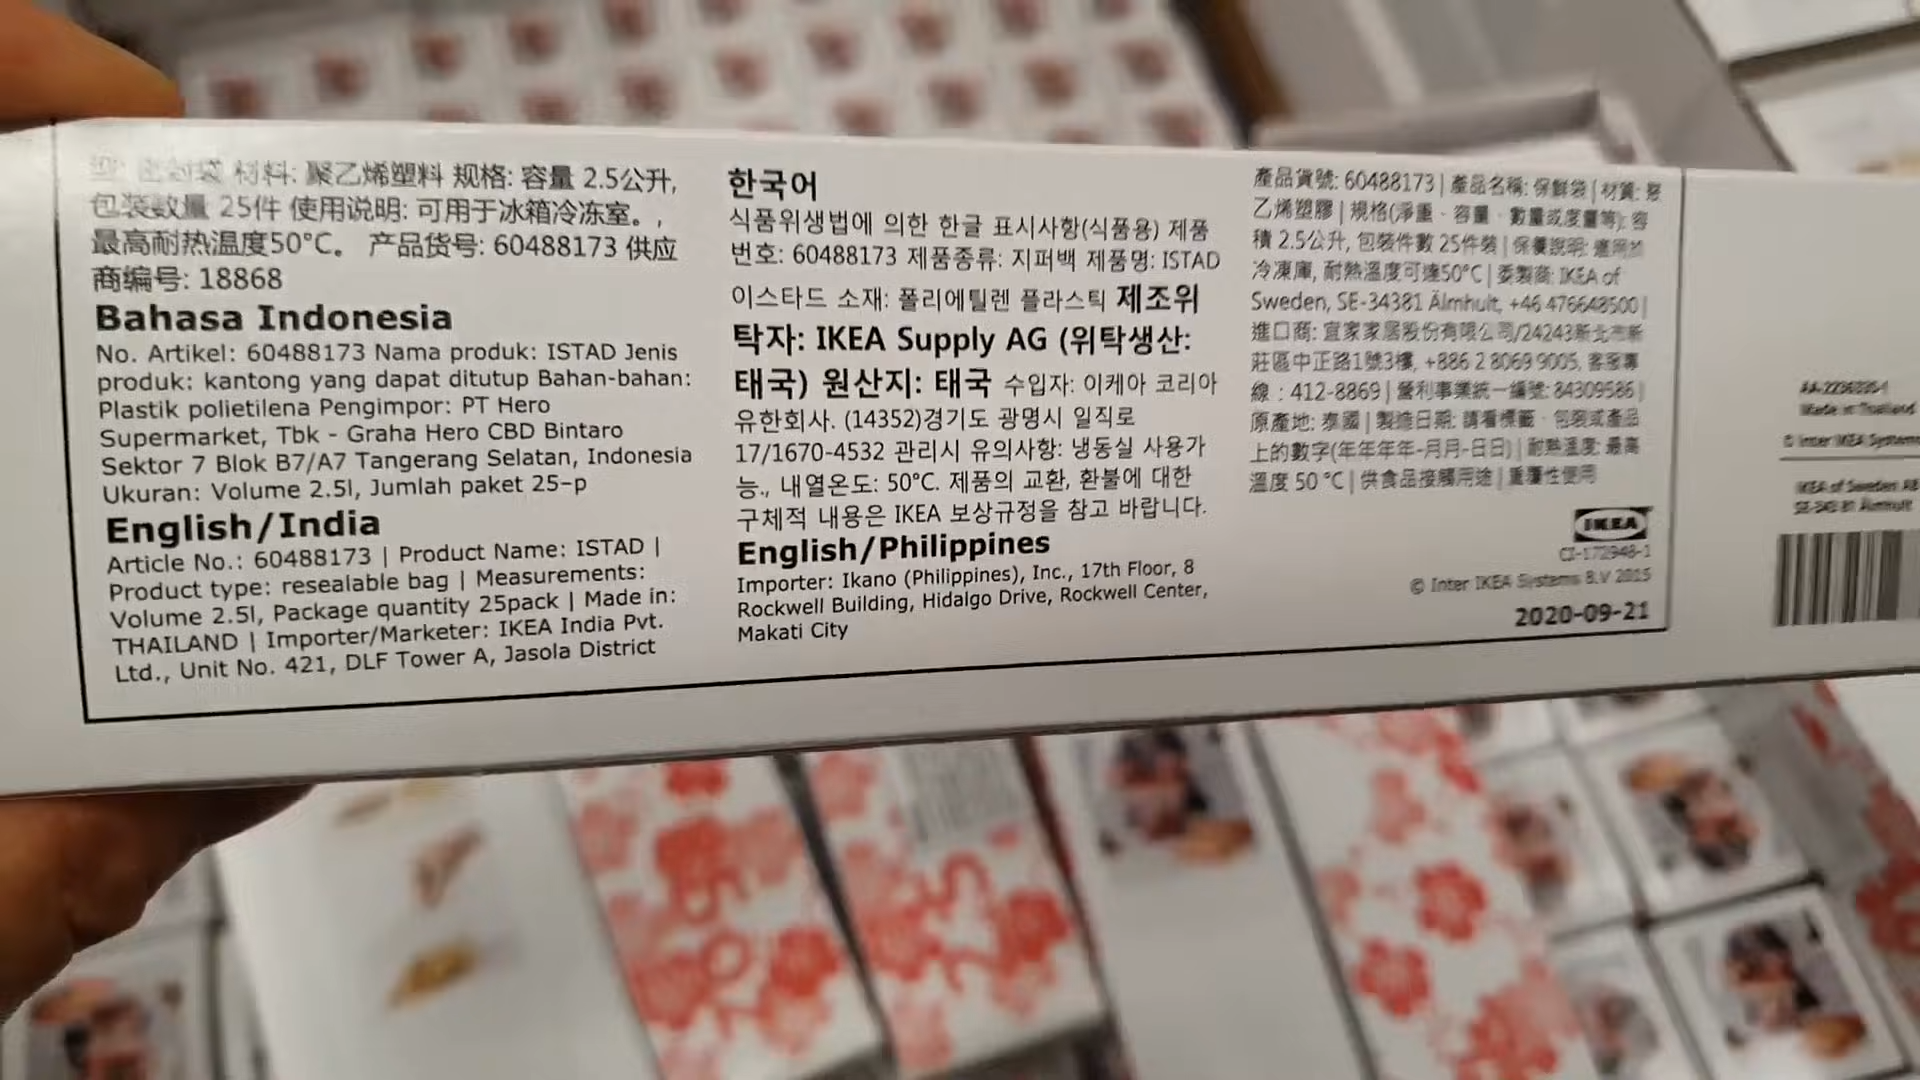 密封袋 材料: 聚乙烯塑料 规格: 容量 2.5公升,
包装数量 25件 使用说明: 可用于冰箱冷冻室。,
最高耐热温度50°C。 产品货号: 60488173 供应
商编号: 18868
Bahasa Indonesia
No. Artikel: 60488173 Nama produk: ISTAD Jenis
produk: kantong yang dapat ditutup Bahan-bahan:
Plastik polietilena Pengimpor: PT Hero
Supermarket, Tbk - Graha Hero CBD Bintaro
Sektor 7 Blok B7/A7 Tangerang Selatan, Indonesia
Ukuran: Volume 2.5l, Jumlah paket 25-p
English/India
Article No.: 60488173 | Product Name: ISTAD |
Product type: resealable bag | Measurements:
Volume 2.5l, Package quantity 25pack | Made in:
THAILAND | Importer/Marketer: IKEA India Pvt.
Ltd., Unit No. 421, DLF Tower A, Jasola District
한국어
식품위생법에 의한 한글 표시사항(식품용) 제품
번호: 60488173 제품종류: 지퍼백 제품명: ISTAD
이스타드 소재: 폴리에틸렌 플라스틱 제조위
탁자: IKEA Supply AG (위탁생산:
태국) 원산지: 태국 수입자: 이케아 코리아
유한회사. (14352)경기도 광명시 일직로
17/1670-4532 관리시 유의사항: 냉동실 사용가
능., 내열온도: 50°C. 제품의 교환, 환불에 대한
구체적 내용은 IKEA 보상규정을 참고 바랍니다.
English/Philippines
Importer: Ikano (Philippines), Inc., 17th Floor, 8
Rockwell Building, Hidalgo Drive, Rockwell Center,
Makati City
產品貨號: 60488173 | 產品名稱: 保鮮袋 | 材質: 聚
乙烯塑膠 | 規格(淨重、容量、數量或度量等): 容
積 2.5公升, 包裝件數 25件裝 | 保養說明: 適用於
冷凍庫, 耐熱溫度可達50°C | 委製商: IKEA of
Sweden, SE-34381 Älmhult, +46 476648500 |
進口商: 宜家家居股份有限公司/24243新北市新
莊區中正路1號3樓, +886 2 8069 9005, 客服專
線：412-8869 | 營利事業統一編號: 84309586 |
原產地: 泰國 | 製造日期: 請看標籤、包裝或產品
上的數字(年年年年-月月-日日) | 耐熱溫度: 最高
溫度 50 °C | 供食品接觸用途 | 重覆性使用
IKEA
CI-172948-1
© Inter IKEA Systems B.V 2015
2020-09-21
Made in Thailand
© Inter IKEA Systems
IKEA of Sweden AB
SE-343 81 Älmhult